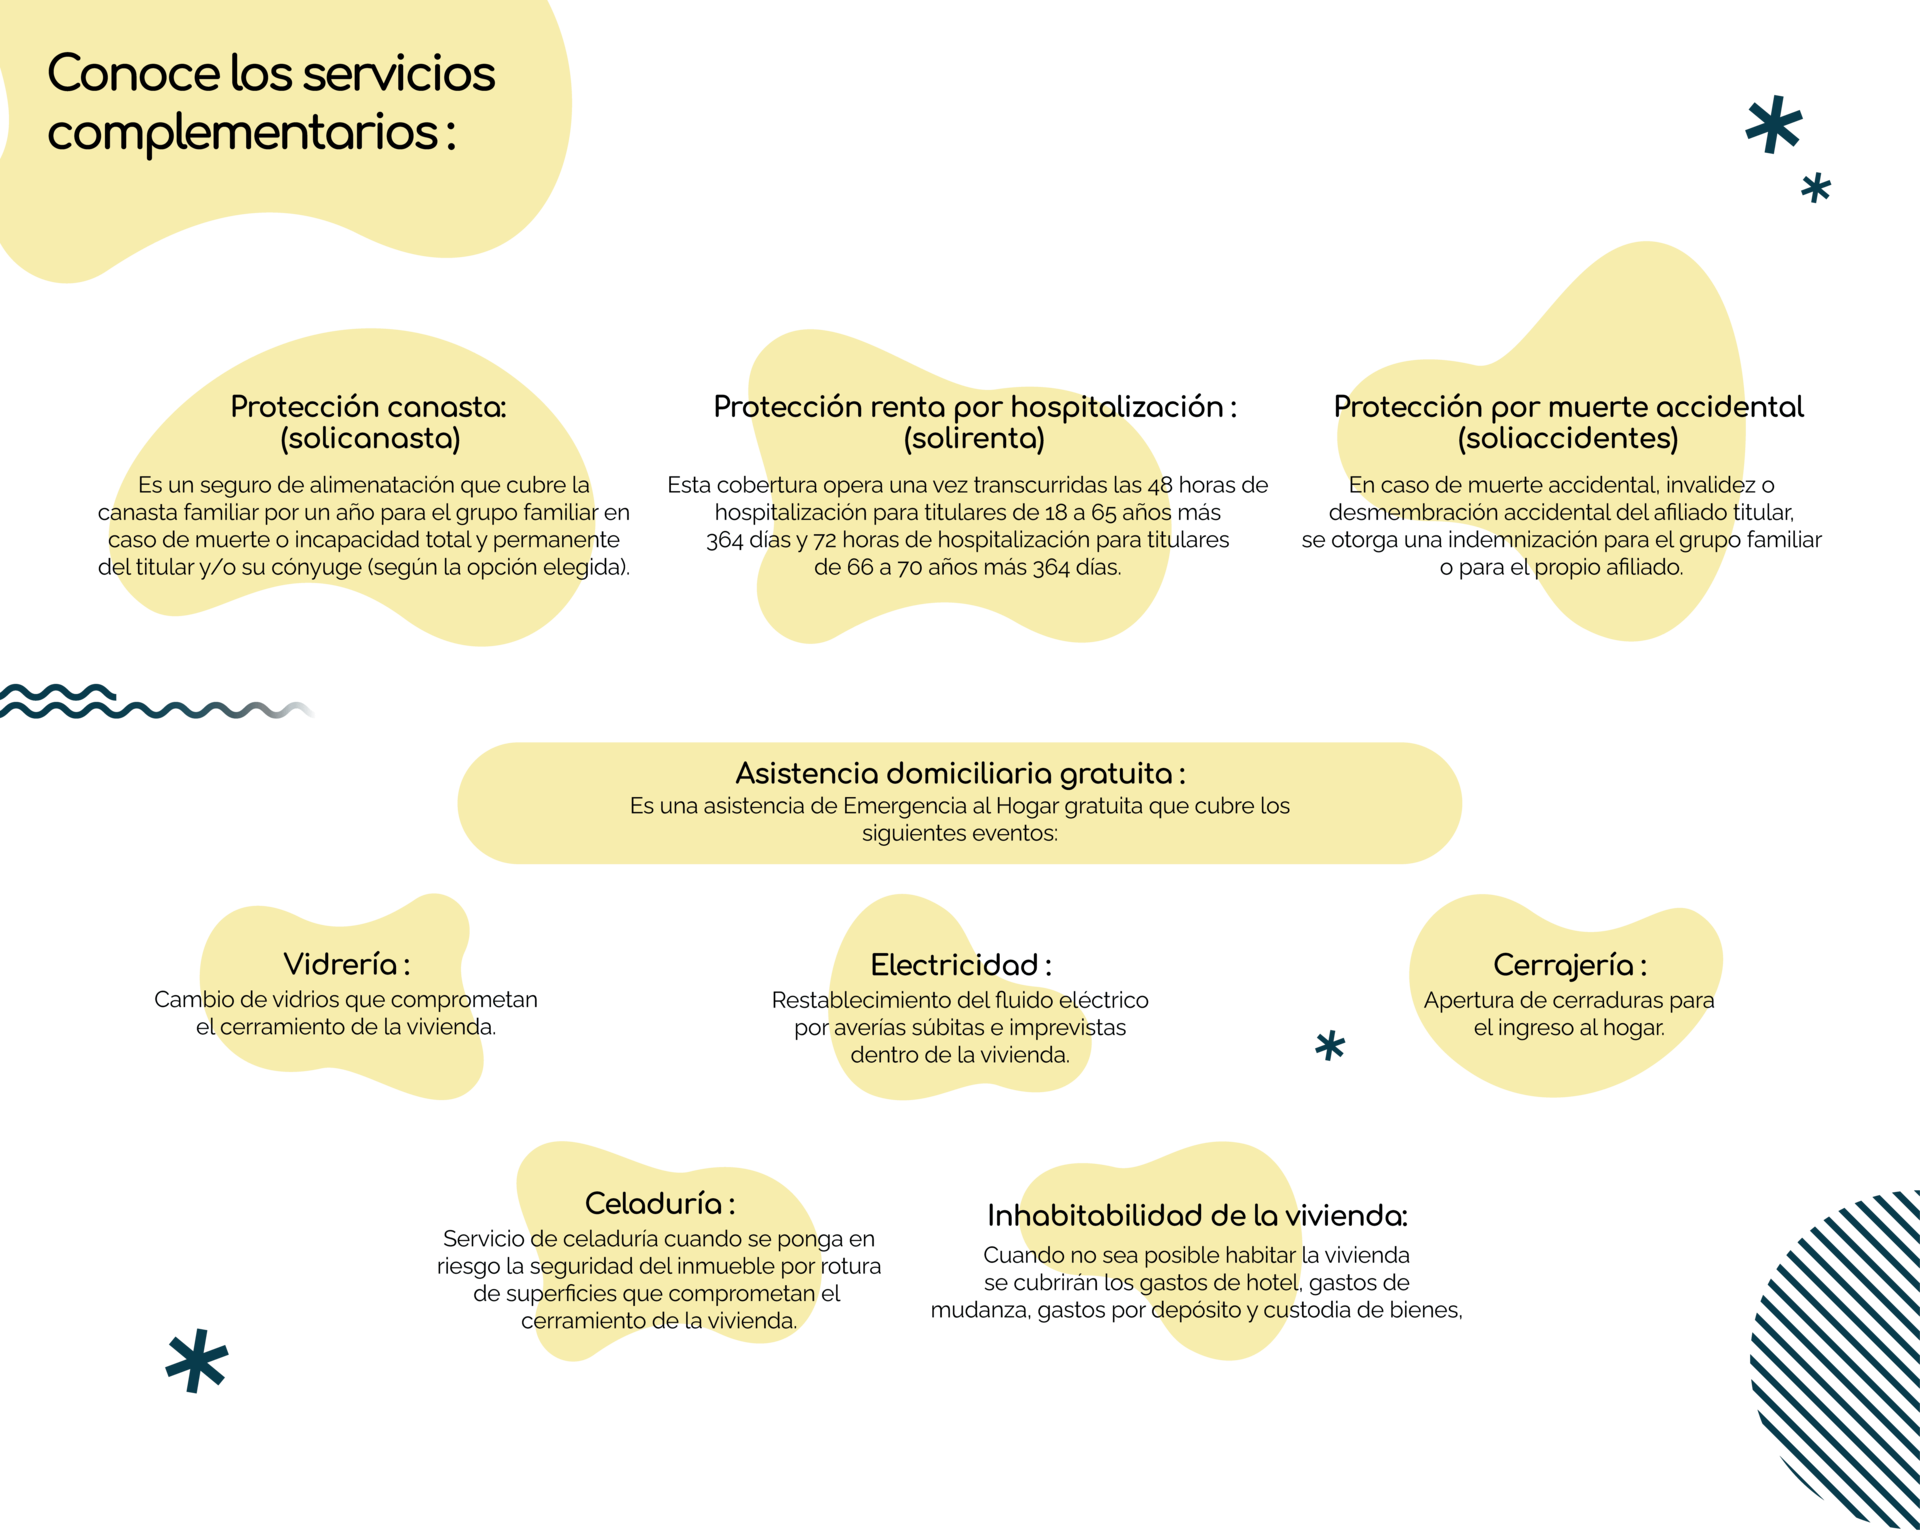 Conoce los servicios
complementarios :
Protección canasta:
(solicanasta)
Es un seguro de alimenatación que cubre la
canasta familiar por un año para el grupo familiar en
caso de muerte o incapacidad total y permanente
del titular y/o su cónyuge (según la opción elegida).
Protección renta por hospitalización :
(solirenta)
Esta cobertura opera una vez transcurridas las 48 horas de
hospitalización para titulares de 18 a 65 años más
364 días y 72 horas de hospitalización para titulares
de 66 a 70 años más 364 días.
Protección por muerte accidental
(soliaccidentes)
En caso de muerte accidental, invalidez o
desmembración accidental del afiliado titular,
se otorga una indemnización para el grupo familiar
o para el propio afiliado.
Asistencia domiciliaria gratuita :
Es una asistencia de Emergencia al Hogar gratuita que cubre los
siguientes eventos:
Vidrería :
Cambio de vidrios que comprometan
el cerramiento de la vivienda.
Electricidad :
Restablecimiento del fluido eléctrico
por averías súbitas e imprevistas
dentro de la vivienda.
Cerrajería :
Apertura de cerraduras para
el ingreso al hogar.
Celaduría :
Servicio de celaduría cuando se ponga en
riesgo la seguridad del inmueble por rotura
de superficies que comprometan el
cerramiento de la vivienda.
Inhabitabilidad de la vivienda:
Cuando no sea posible habitar la vivienda
se cubrirán los gastos de hotel, gastos de
mudanza, gastos por depósito y custodia de bienes,